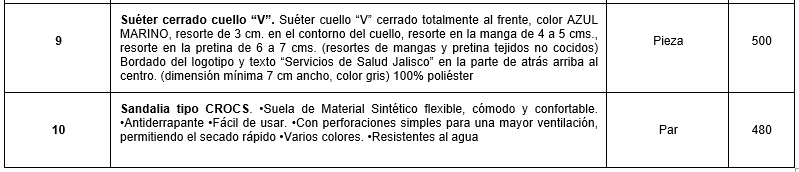 9
Suéter cerrado cuello “V”. Suéter cuello “V” cerrado totalmente al frente, color AZUL
MARINO, resorte de 3 cm. en el contorno del cuello, resorte en la manga de 4 a 5 cms.,
resorte en la pretina de 6 a 7 cms. (resortes de mangas y pretina tejidos no cocidos)
Bordado del logotipo y texto “Servicios de Salud Jalisco” en la parte de atrás arriba al
centro. (dimensión mínima 7 cm ancho, color gris) 100% poliéster
Pieza
500
10
Sandalia tipo CROCS. •Suela de Material Sintético flexible, cómodo y confortable.
•Antiderrapante •Fácil de usar. •Con perforaciones simples para una mayor ventilación,
permitiendo el secado rápido •Varios colores. •Resistentes al agua
Par
480